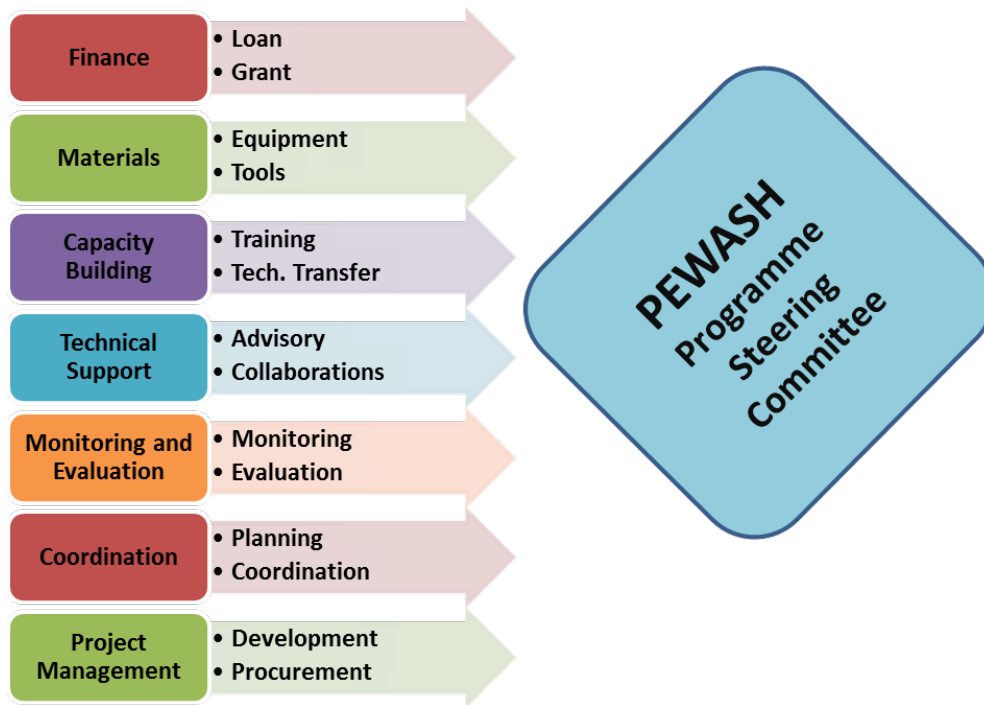 Finance
• Loan
• Grant
Materials
• Equipment
• Tools
Capacity
Building
• Training
• Tech. Transfer
Technical
Support
• Advisory
• Collaborations
Monitoring and
Evaluation
• Monitoring
• Evaluation
Coordination
• Planning
• Coordination
Project
Management
• Development
• Procurement
PEWASH
Programme
Steering
Committee